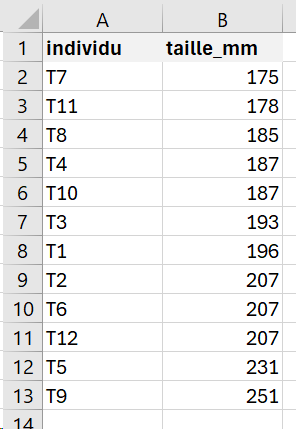 A B
1 individu taille_mm
2 T7 175
3 T11 178
4 T8 185
5 T4 187
6 T10 187
7 T3 193
8 T1 196
9 T2 207
10 T6 207
11 T12 207
12 T5 231
13 T9 251
14